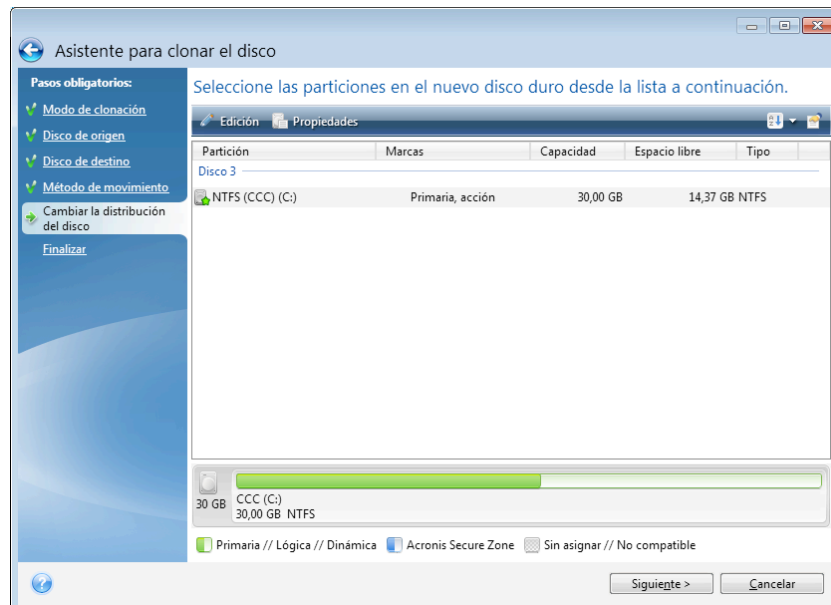 Asistente para clonar el disco
Pasos obligatorios:
Modo de clonación
Disco de origen
Disco de destino
Método de movimiento
Cambiar la distribución
del disco
Finalizar
Seleccione las particiones en el nuevo disco duro desde la lista a continuación.
Edición Propiedades
Partición Marcas Capacidad Espacio libre Tipo
Disco 3
NTFS (CCC) (C:) Primaria, acción 30,00 GB 14,37 GB NTFS
30 GB
CCC (C:)
30,00 GB NTFS
Primaria // Lógica // Dinámica Acronis Secure Zone Sin asignar // No compatible
Siguiente > Cancelar